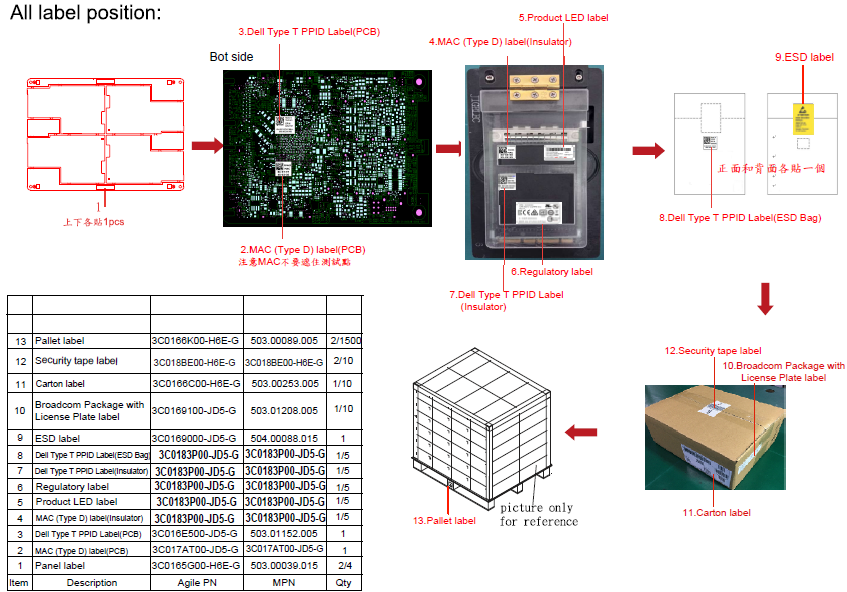 All label position:
5.Product LED label
3.Dell Type T PPID Label(PCB)
4.MAC (Type D) label(Insulator)
Bot side
9.ESD label
1
上下各貼1pcs
2.MAC (Type D) label(PCB)
注意MAC不要遮住測試點
6.Regulatory label
7.Dell Type T PPID Label
(Insulator)
正面和背面各貼一個
8.Dell Type T PPID Label(ESD Bag)
12.Security tape label
10.Broadcom Package with
License Plate label
11.Carton label
13.Pallet label
picture only
for reference
13 Pallet label 3C0166K00-H6E-G 503.00089.005 2/1500
12 Security tape label 3C018BE00-H6E-G 3C018BE00-H6E-G 2/10
11 Carton label 3C0166C00-H6E-G 503.00253.005 1/10
10 Broadcom Package with License Plate label 3C0169100-JD5-G 503.01208.005 1/10
9 ESD label 3C0169000-JD5-G 504.00088.015 1
8 Dell Type T PPID Label(ESD Bag) 3C0183P00-JD5-G 3C0183P00-JD5-G 1/5
7 Dell Type T PPID Label(Insulator) 3C0183P00-JD5-G 3C0183P00-JD5-G 1/5
6 Regulatory label 3C0183P00-JD5-G 3C0183P00-JD5-G 1/5
5 Product LED label 3C0183P00-JD5-G 3C0183P00-JD5-G 1/5
4 MAC (Type D) label(Insulator) 3C0183P00-JD5-G 3C0183P00-JD5-G 1/5
3 Dell Type T PPID Label(PCB) 3C016E500-JD5-G 503.01152.005 1
2 MAC (Type D) label(PCB) 3C017AT00-JD5-G 3C017AT00-JD5-G 1
1 Panel label 3C0165G00-H6E-G 503.00039.015 2/4
Item Description Agile PN MPN Qty